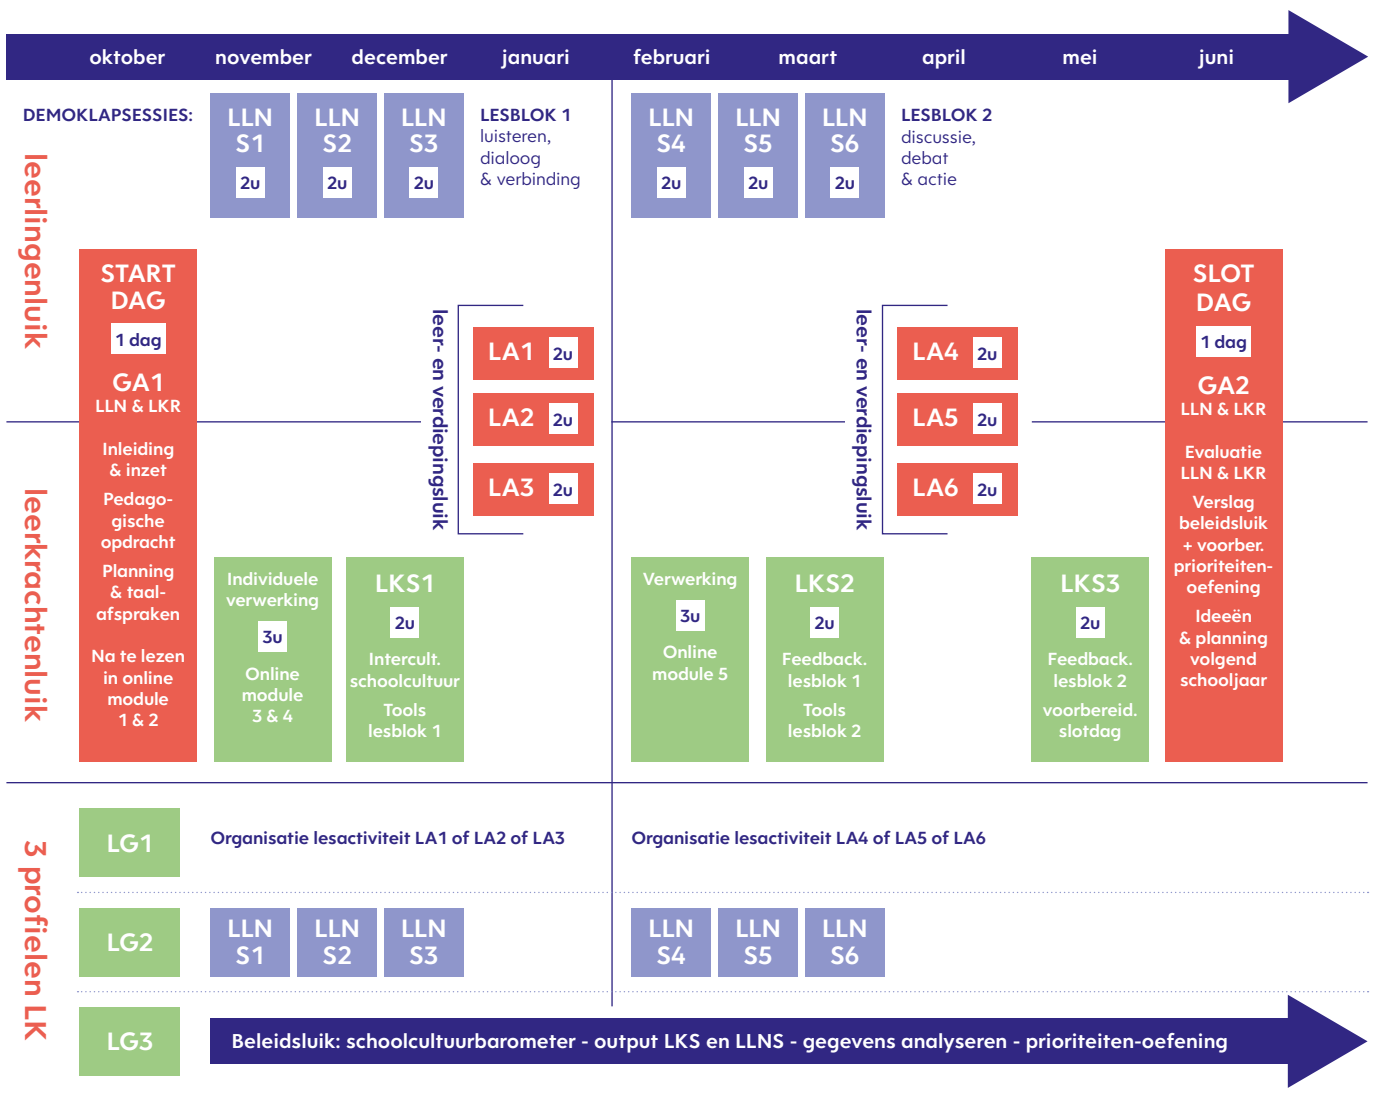 oktober november december januari februari maart april mei juni
DEMOKLAPSESSIES:
LLN
S1
2u
LLN
S2
2u
LLN
S3
2u
LESBLOK 1
luisteren,
dialoog
& verbinding
LLN
S4
2u
LLN
S5
2u
LLN
S6
2u
LESBLOK 2
discussie,
debat
& actie
leerlingenluik
START
DAG
1 dag
GA1
LLN & LKR
Inleiding
& inzet
Pedago-
gische
opdracht
Planning
& taal-
afspraken
Na te lezen
in online
module
1 & 2
leer- en verdiepingsluik
LA1 2u
LA2 2u
LA3 2u
leer- en verdiepingsluik
LA4 2u
LA5 2u
LA6 2u
SLOT
DAG
1 dag
GA2
LLN & LKR
Evaluatie
LLN & LKR
Verslag
beleidsluik
+ voorber.
prioriteiten-
oefening
Ideeën
& planning
volgend
schooljaar
leerkrachtenluik
Individuele
verwerking
3u
Online
module
3 & 4
LKS1
2u
Intercult.
schoolcultuur
Tools
lesblok 1
Verwerking
3u
Online
module 5
LKS2
2u
Feedback.
lesblok 1
Tools
lesblok 2
LKS3
2u
Feedback.
lesblok 2
voorbereid.
slotdag
3 profielen LK
LG1
Organisatie lesactiviteit LA1 of LA2 of LA3
Organisatie lesactiviteit LA4 of LA5 of LA6
LG2
LLN
S1
LLN
S2
LLN
S3
LLN
S4
LLN
S5
LLN
S6
LG3
Beleidsluik: schoolcultuurbarometer - output LKS en LLNS - gegevens analyseren - prioriteiten-oefening